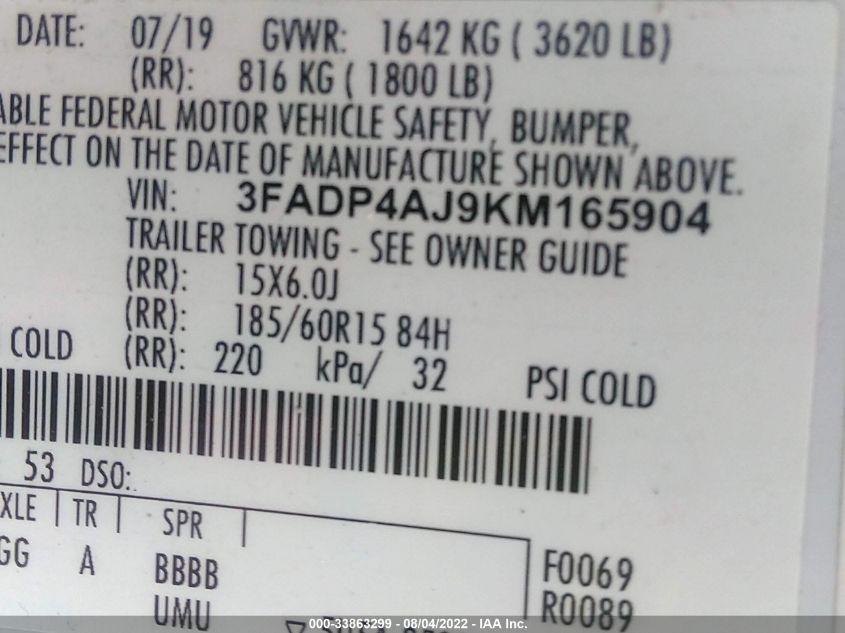 DATE: 07/19 GVWR: 1642 KG ( 3620 LB)
(RR): 816 KG ( 1800 LB)
ABLE FEDERAL MOTOR VEHICLE SAFETY, BUMPER,
EFFECT ON THE DATE OF MANUFACTURE SHOWN ABOVE.
VIN: 3FADP4AJ9KM165904
TRAILER TOWING - SEE OWNER GUIDE
(RR): 15X6.0J
(RR): 185/60R15 84H
COLD (RR): 220 kPa/ 32 PSI COLD
53 DSO:
XLE TR SPR
GG A BBBB F0069
UMU R0089
000-33863299 - 08/04/2022 - IAA Inc.